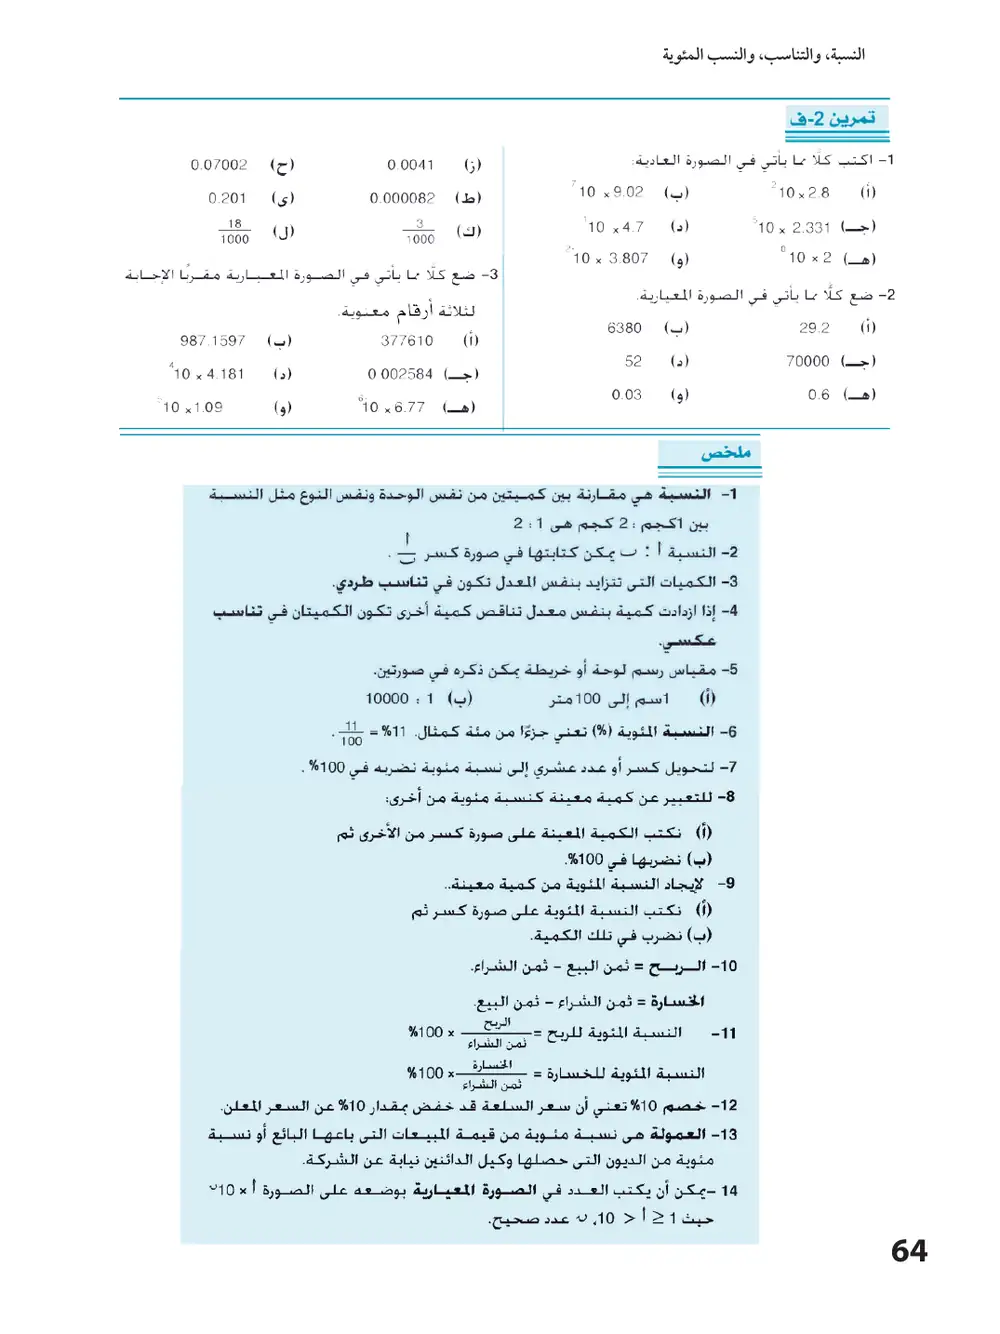 النسبة، والتناسب، والنسب المئوية
تمرين 2-ف
1- اكتب كلًا مما يأتي في الصورة العادية:
(أ) 2.8 × 10² (ب) 9.02 × 10⁷
(جـ) 2.331 × 10⁵ (د) 4.7 × 10¹
(هـ) 2 × 10 (و) 3.807 × 10
2- ضع كلًا مما يأتي في الصورة المعيارية.
(أ) 29.2 (ب) 6380
(جـ) 70000 (د) 52
(هـ) 0.6 (و) 0.03
(ز) 0.0041 (ح) 0.07002
(ط) 0.000082 (ى) 0.201
(ك) 3/1000 (ل) 18/1000
3- ضع كلًا مما يأتي في الصورة المعيارية مقربًا الإجابة
لثلاثة أرقام معنوية.
(أ) 377610 (ب) 987.1597
(جـ) 0.002584 (د) 4.181 × 10⁴
(هـ) 6.77 × 10⁶ (و) 1.09 × 10
ملخص
1- النسبة هي مقارنة بين كميتين من نفس الوحدة ونفس النوع مثل النسبة
بين 1كجم : 2 كجم هى 1 : 2
2- النسبة أ : ب يمكن كتابتها في صورة كسر أ/ب .
3- الكميات التى تتزايد بنفس المعدل تكون في تناسب طردي.
4- إذا ازدادت كمية بنفس معدل تناقص كمية أخرى تكون الكميتان في تناسب
عكسي.
5- مقياس رسم لوحة أو خريطة يمكن ذكره في صورتين.
(أ) 1سم إلى 100متر (ب) 1 : 10000
6- النسبة المئوية (%) تعني جزءًا من مئة كمثال. 11% = 11/100 .
7- لتحويل كسر أو عدد عشري إلى نسبة مئوية نضربه في 100% .
8- للتعبير عن كمية معينة كنسبة مئوية من أخرى:
(أ) نكتب الكمية المعينة على صورة كسر من الأخرى ثم
(ب) نضربها في 100%.
9- لإيجاد النسبة المئوية من كمية معينة..
(أ) نكتب النسبة المئوية على صورة كسر ثم
(ب) نضرب في تلك الكمية.
10- الـــربـــح = ثمن البيع - ثمن الشراء.
الخسارة = ثمن الشراء - ثمن البيع.
11- النسبة المئوية للربح = الربح/ثمن الشراء × 100%
النسبة المئوية للخسارة = الخسارة/ثمن الشراء × 100%
12- خصم 10% تعني أن سعر السلعة قد خفض بمقدار 10% عن السعر المعلن.
13- العمولة هى نسبة مئوية من قيمة المبيعات التى باعها البائع أو نسبة
مئوية من الديون التى حصلها وكيل الدائنين نيابة عن الشركة.
14 -يمكن أن يكتب العدد في الصورة المعيارية بوضعه على الصورة أ × 10ن
حيث 1 ≤ أ < 10، ن عدد صحيح.
64